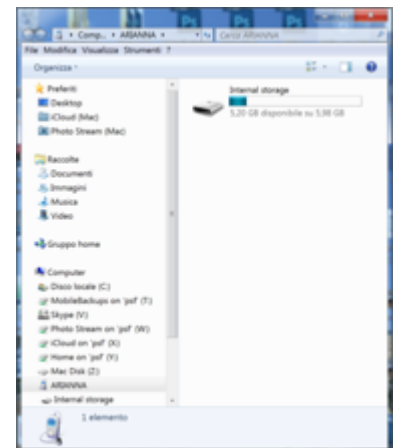 Ps
Ps
Comp... ▸ ARIANNA ▸
Cerca ARIANNA
File Modifica Visualizza Strumenti ?
Organizza
Preferiti
Desktop
iCloud (Mac)
Photo Stream (Mac)
Raccolte
Documenti
Immagini
Musica
Video
Gruppo home
Computer
Disco locale (C:)
MobileBackups on 'psf' (T:)
Skype (V:)
Photo Stream on 'psf' (W:)
iCloud on 'psf' (X:)
Home on 'psf' (Y:)
Mac Disk (Z:)
ARIANNA
Internal storage
Internal storage
5,20 GB disponibile su 5,98 GB
1 elemento